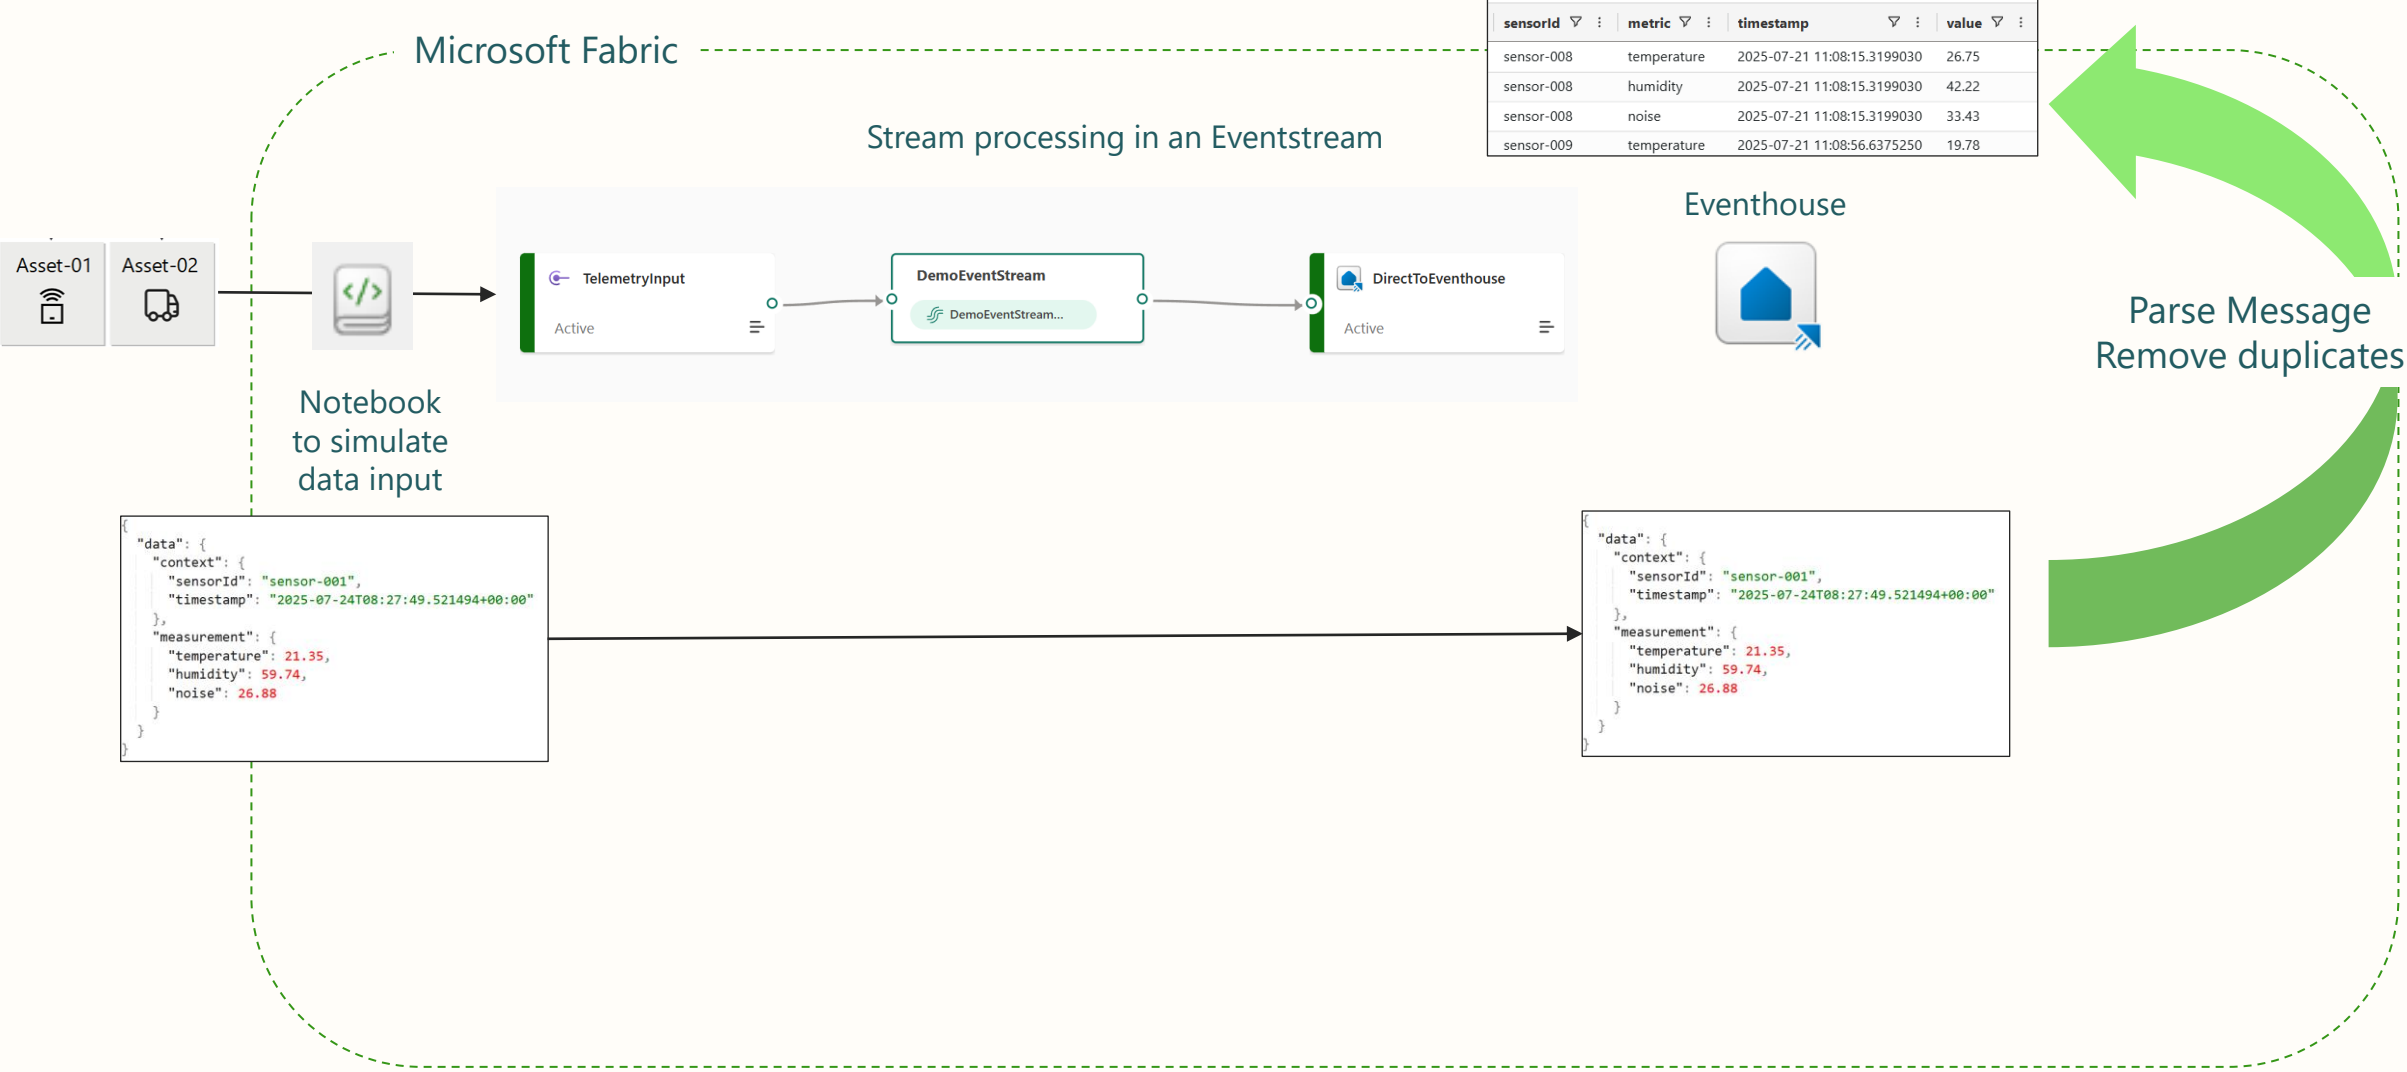 Microsoft Fabric
sensorId metric timestamp value
sensor-008 temperature 2025-07-21 11:08:15.3199030 26.75
sensor-008 humidity 2025-07-21 11:08:15.3199030 42.22
sensor-008 noise 2025-07-21 11:08:15.3199030 33.43
sensor-009 temperature 2025-07-21 11:08:56.6375250 19.78
Stream processing in an Eventstream
Eventhouse
Asset-01
Asset-02
</>
TelemetryInput
Active
DemoEventStream
DemoEventStream...
DirectToEventhouse
Active
Parse Message
Remove duplicates
Notebook
to simulate
data input
{
"data": {
"context": {
"sensorId": "sensor-001",
"timestamp": "2025-07-24T08:27:49.521494+00:00"
},
"measurement": {
"temperature": 21.35,
"humidity": 59.74,
"noise": 26.88
}
}
}
{
"data": {
"context": {
"sensorId": "sensor-001",
"timestamp": "2025-07-24T08:27:49.521494+00:00"
},
"measurement": {
"temperature": 21.35,
"humidity": 59.74,
"noise": 26.88
}
}
}